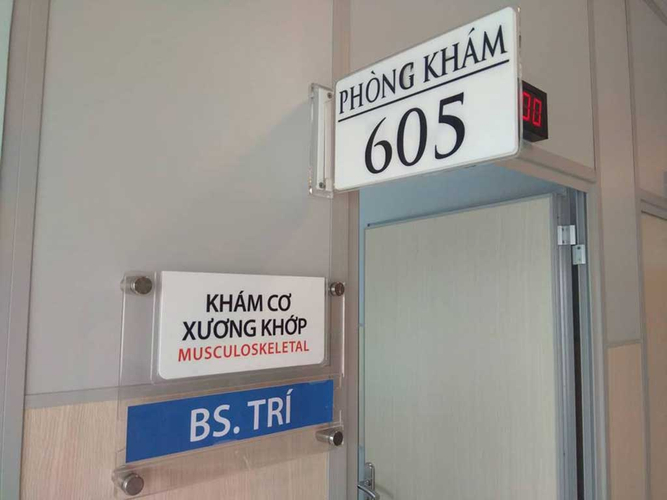 PHÒNG KHÁM
605
KHÁM CƠ
XƯƠNG KHỚP
MUSCULOSKELETAL
BS. TRÍ